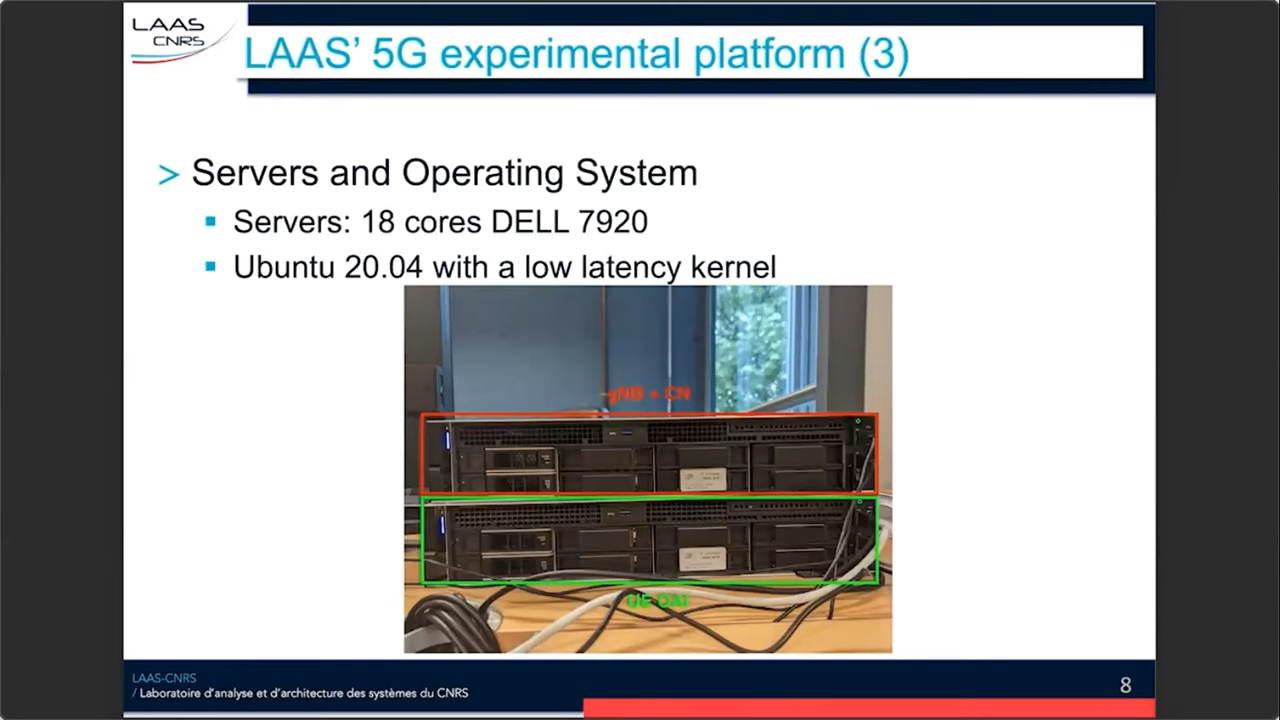 LAAS
CNRS
LAAS’ 5G experimental platform (3)
> Servers and Operating System
Servers: 18 cores DELL 7920
Ubuntu 20.04 with a low latency kernel
gNB + CN
UE OAI
LAAS-CNRS
/ Laboratoire d’analyse et d’architecture des systèmes du CNRS
8